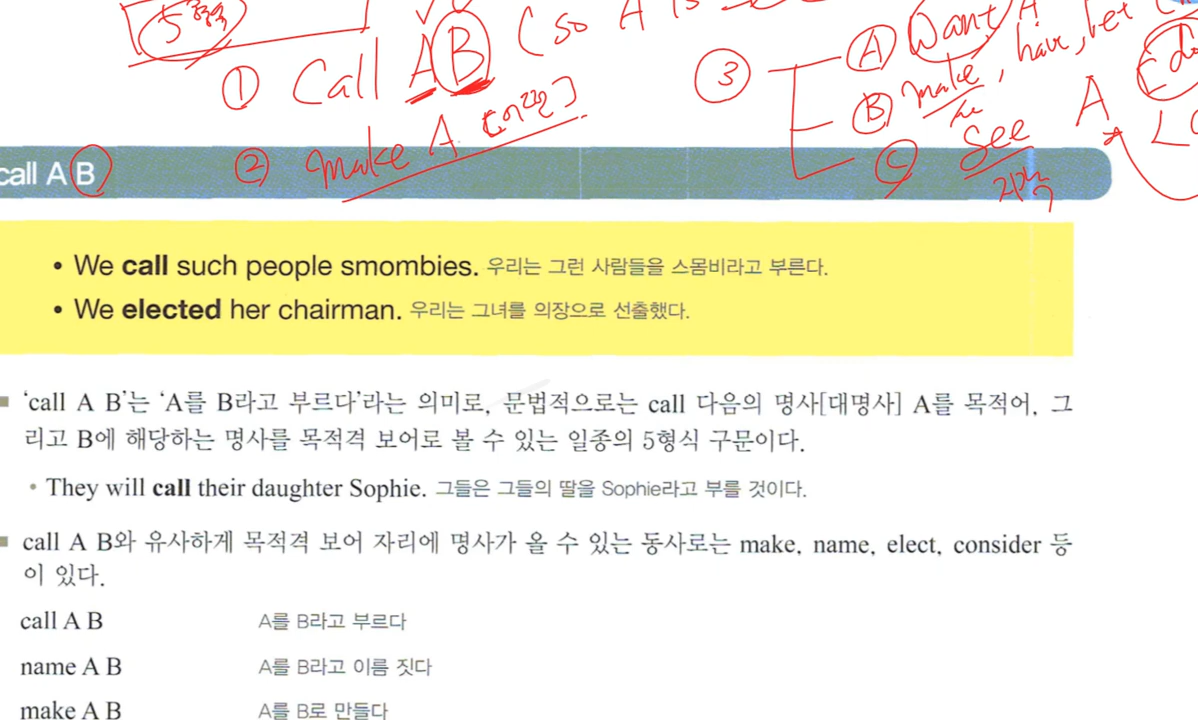 5형식
① Call A B (so A is
② make A
③
Ⓐ Want A
Ⓑ make, have, let
Ⓒ See
A
call A B
• We call such people smombies. 우리는 그런 사람들을 스몸비라고 부른다.
• We elected her chairman. 우리는 그녀를 의장으로 선출했다.
'call A B'는 'A를 B라고 부르다'라는 의미로, 문법적으로는 call 다음의 명사[대명사] A를 목적어, 그
리고 B에 해당하는 명사를 목적격 보어로 볼 수 있는 일종의 5형식 구문이다.
• They will call their daughter Sophie. 그들은 그들의 딸을 Sophie라고 부를 것이다.
call A B와 유사하게 목적격 보어 자리에 명사가 올 수 있는 동사로는 make, name, elect, consider 등
이 있다.
call A B A를 B라고 부르다
name A B A를 B라고 이름 짓다
make A B A를 B로 만들다